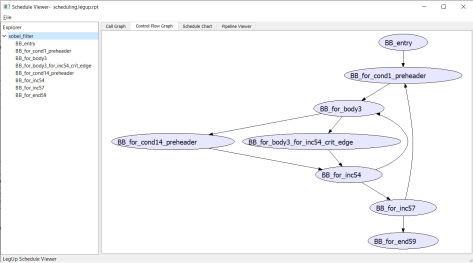 Schedule Viewer- scheduling.legup.rpt
File
Explorer
sobel_filter
BB_entry
BB_for_cond1_preheader
BB_for_body3
BB_for_body3_for_inc54_crit_edge
BB_for_cond14_preheader
BB_for_inc54
BB_for_inc57
BB_for_end59
Call Graph Control Flow Graph Schedule Chart Pipeline Viewer
BB_entry
BB_for_cond1_preheader
BB_for_body3
BB_for_cond14_preheader BB_for_body3_for_inc54_crit_edge
BB_for_inc54
BB_for_inc57
BB_for_end59
LegUp Schedule Viewer